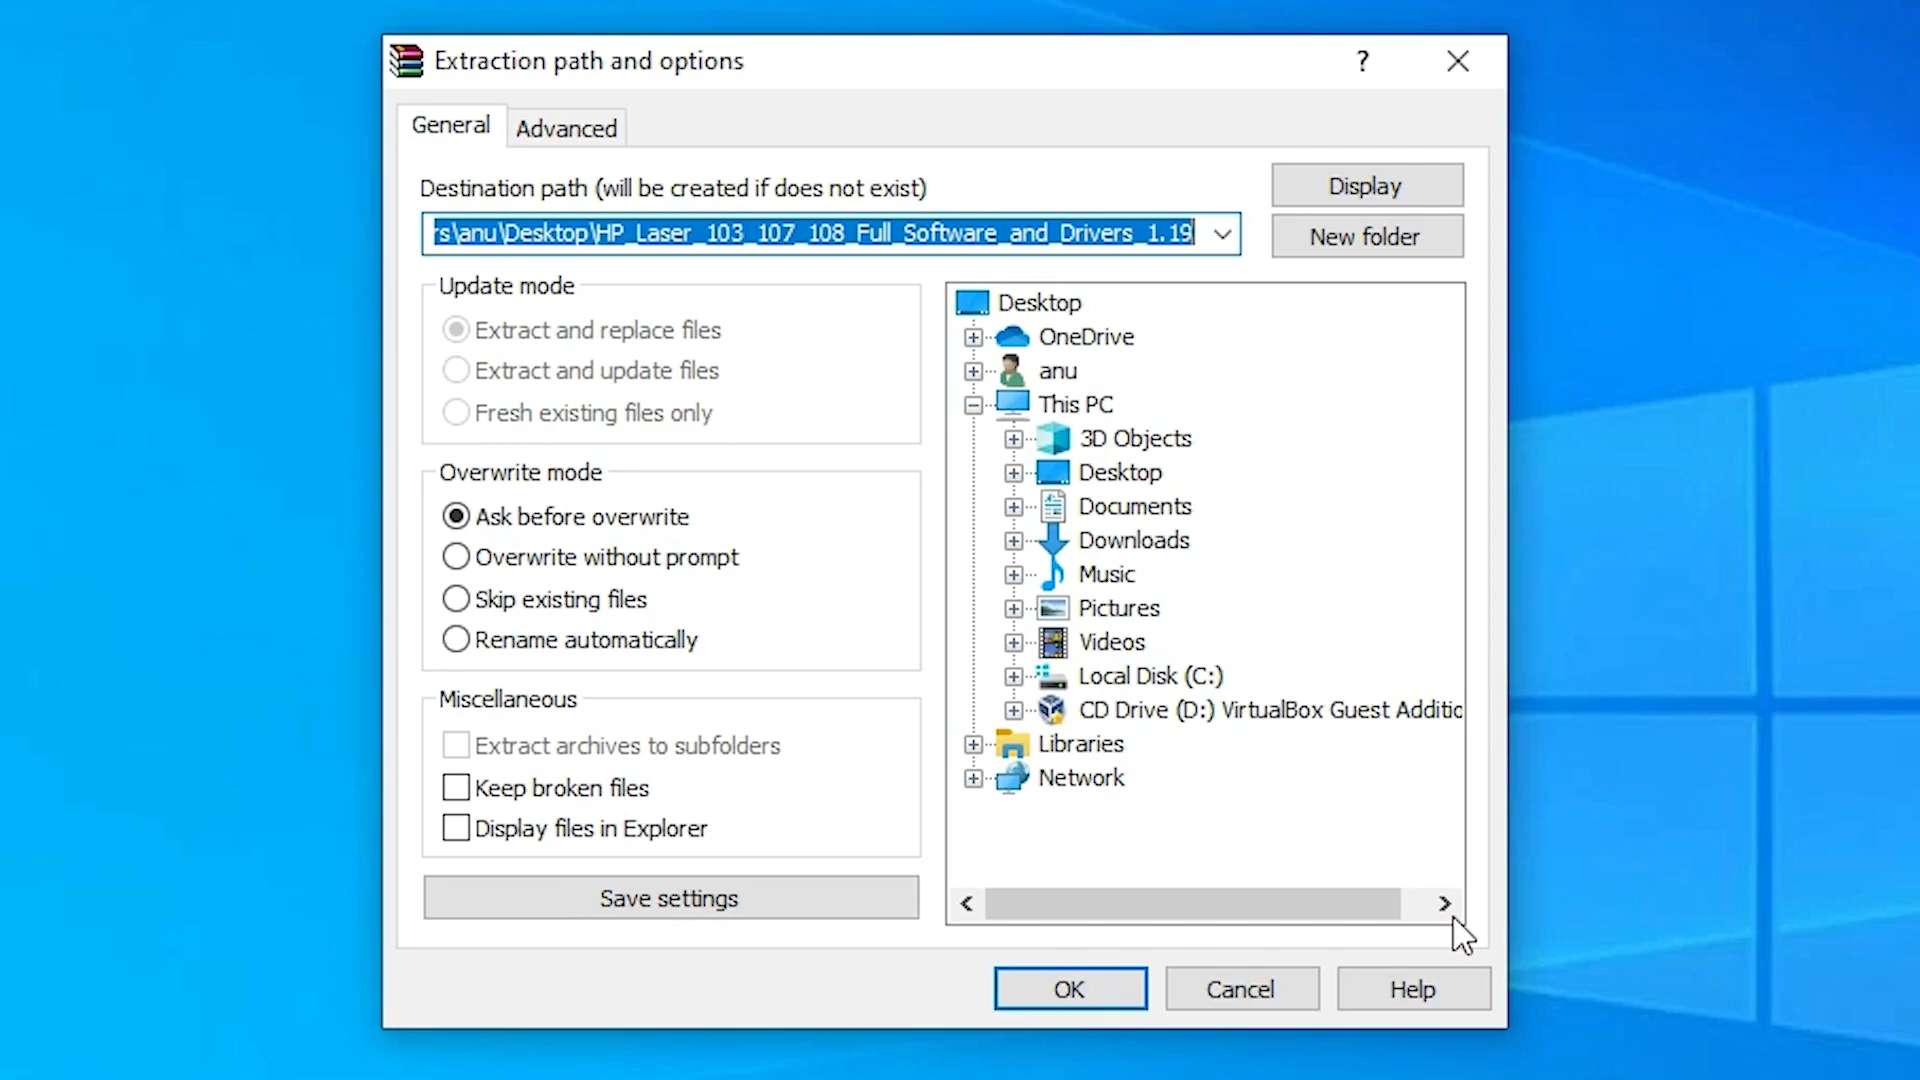 Extraction path and options
?
General
Advanced
Destination path (will be created if does not exist)
Display
rs\anu\Desktop\HP_Laser_103_107_108_Full_Software_and_Drivers_1.19
New folder
Update mode
Extract and replace files
Extract and update files
Fresh existing files only
Overwrite mode
Ask before overwrite
Overwrite without prompt
Skip existing files
Rename automatically
Miscellaneous
Extract archives to subfolders
Keep broken files
Display files in Explorer
Save settings
Desktop
OneDrive
anu
This PC
3D Objects
Desktop
Documents
Downloads
Music
Pictures
Videos
Local Disk (C:)
CD Drive (D:) VirtualBox Guest Additic
Libraries
Network
OK
Cancel
Help